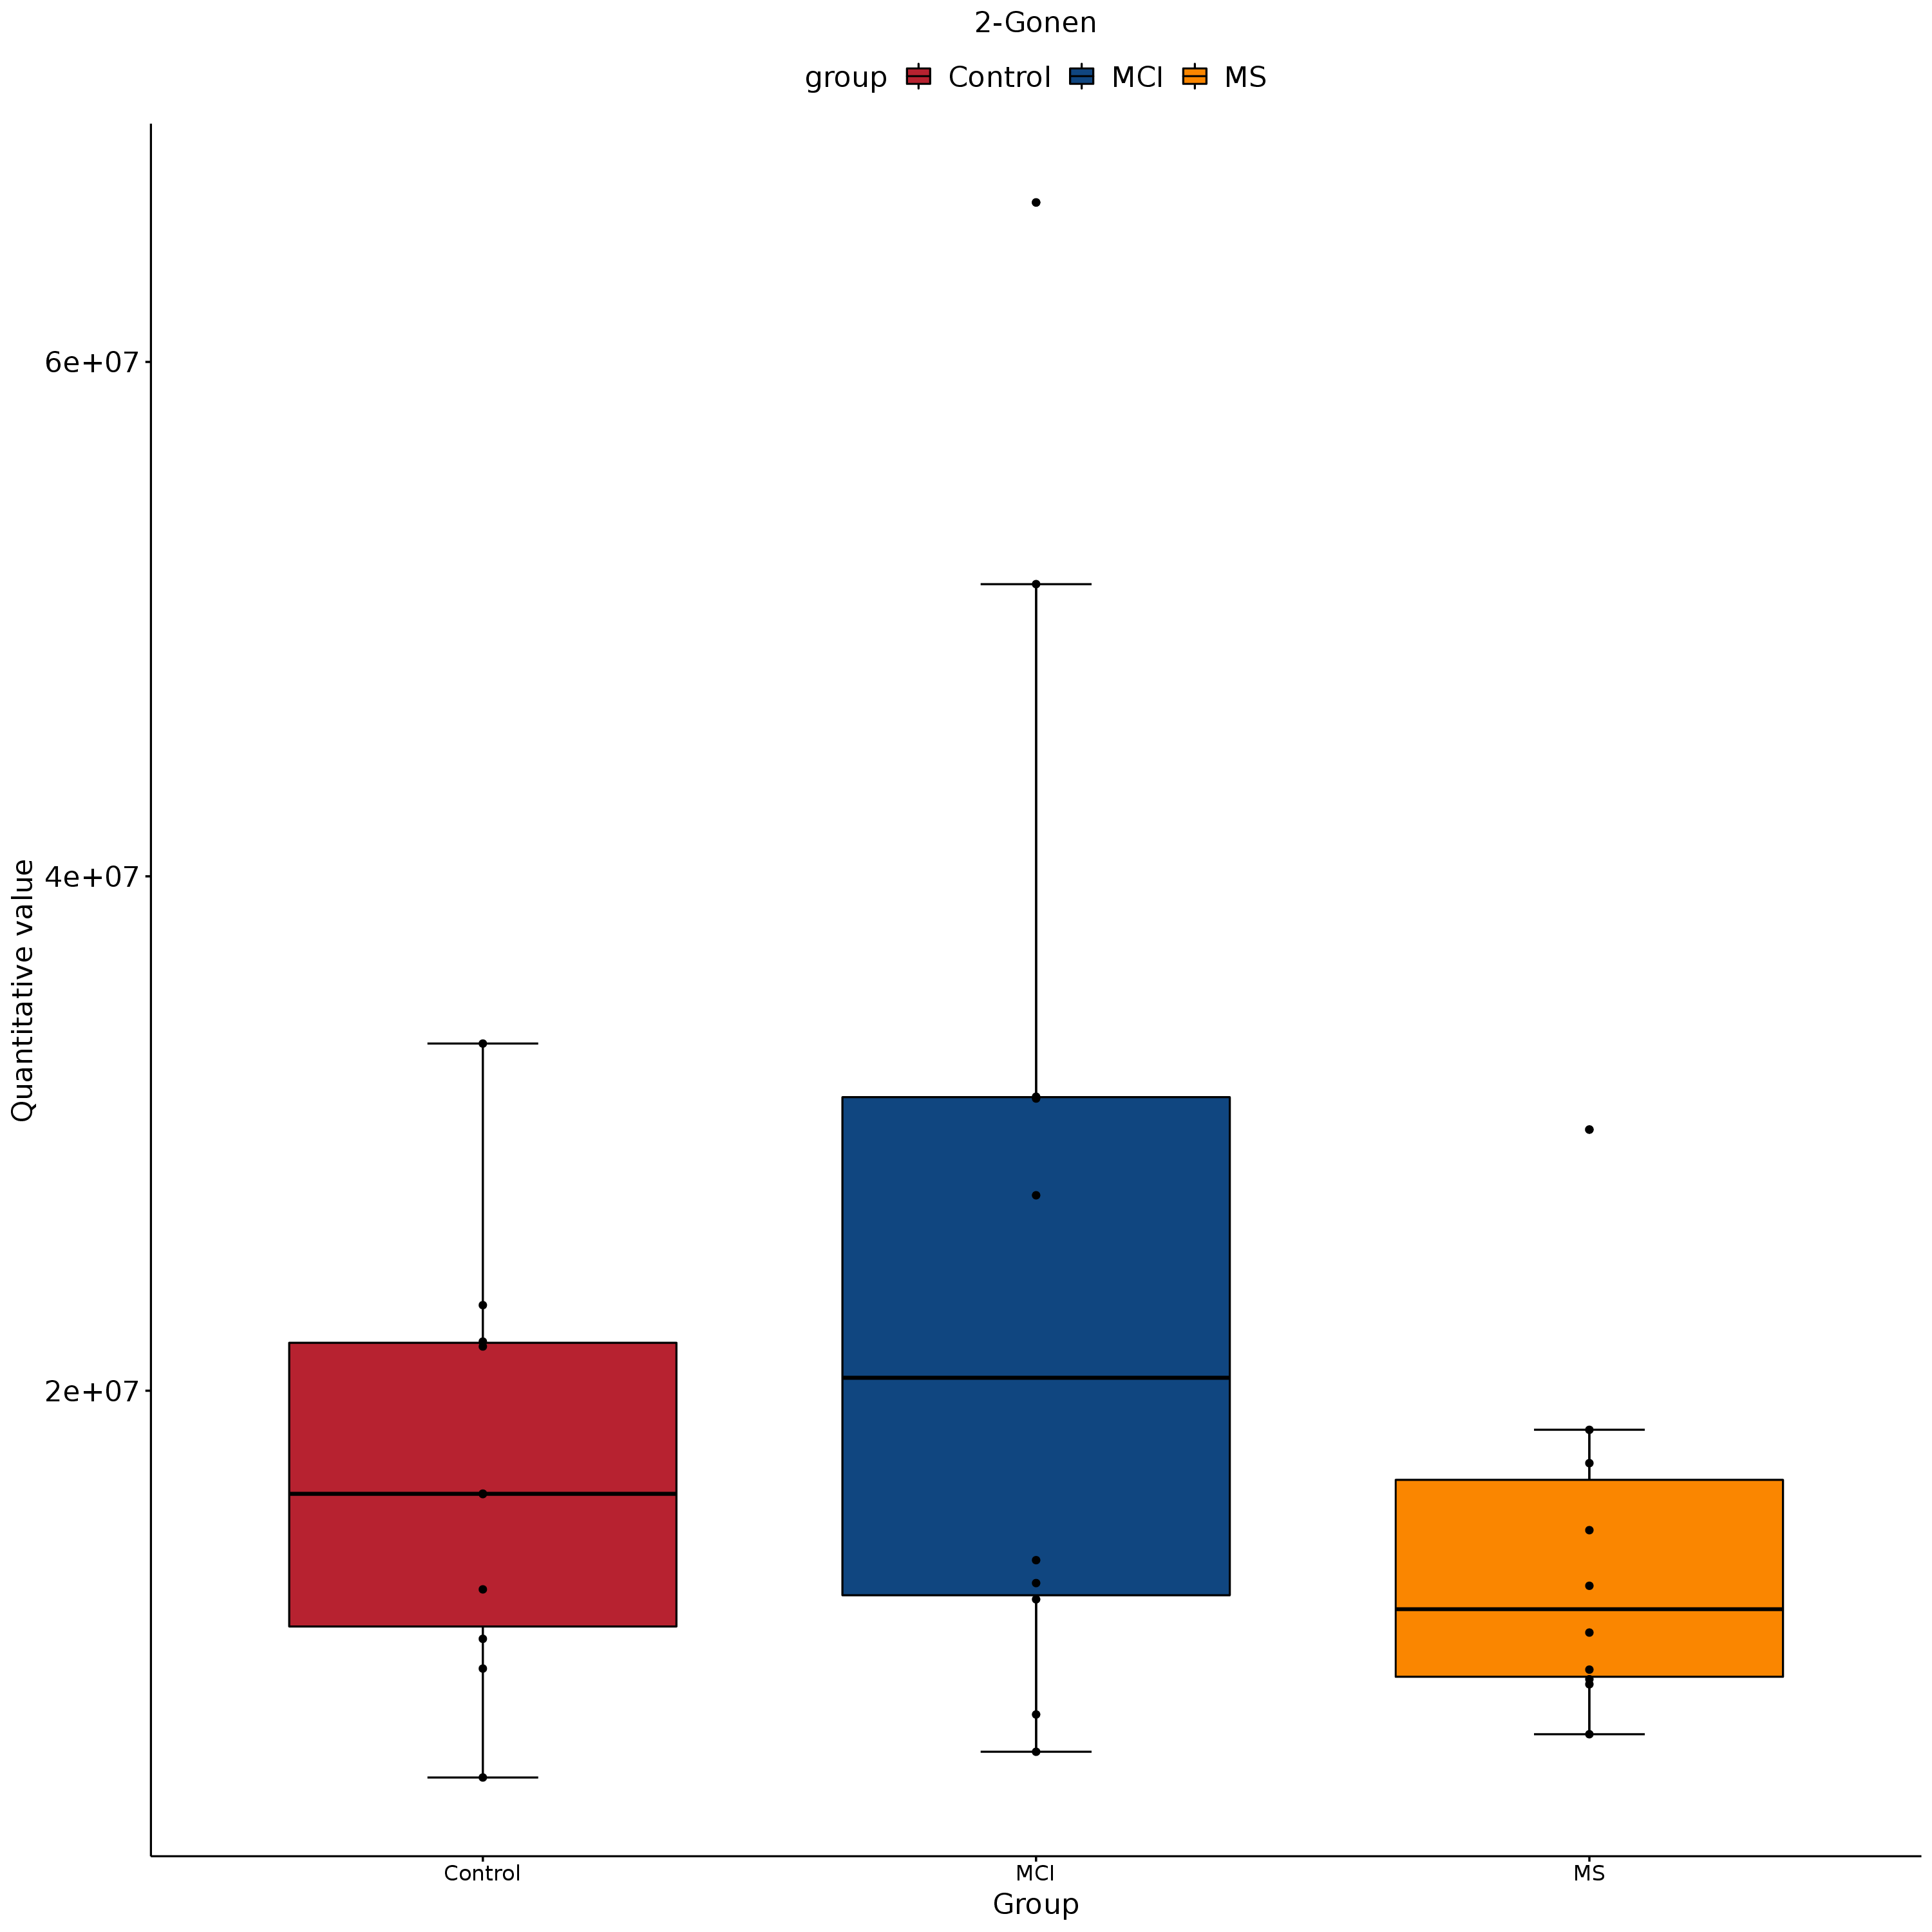 2-Gonen
group Control MCI MS
6e+07
4e+07
2e+07
Quantitative value
Control MCI MS
Group